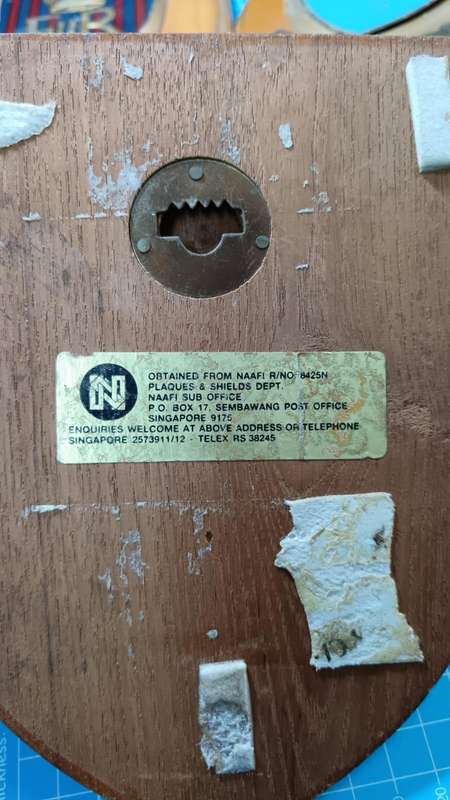 OBTAINED FROM NAAFI R/NO. 8425N
PLAQUES & SHIELDS DEPT.
NAAFI SUB OFFICE
P.O. BOX 17, SEMBAWANG POST OFFICE
SINGAPORE 9175
ENQUIRIES WELCOME AT ABOVE ADDRESS OR TELEPHONE
SINGAPORE 2573911/12 - TELEX RS 38245